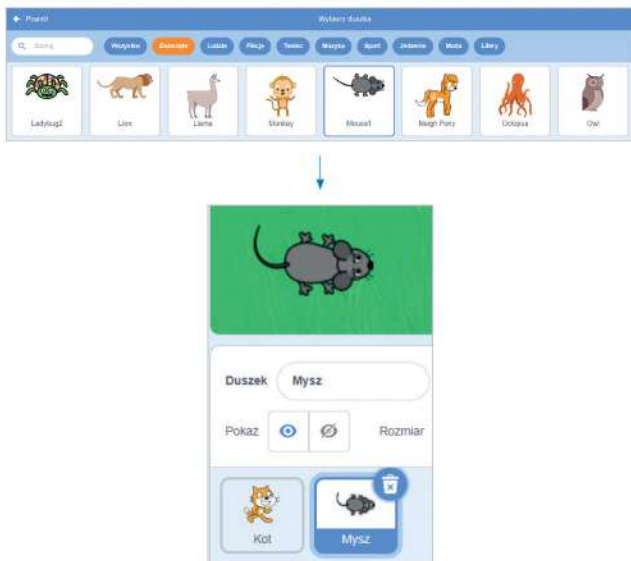 Powrót
Wybierz duszka
Szukaj
Wszystko Zwierzęta Ludzie Fikcja Taniec Muzyka Sport Jedzenie Moda Litery
Ladybug2 Lion Llama Monkey Mouse1 Neigh Pony Octopus Owl
Duszek Mysz
Pokaż Rozmiar
Kot Mysz